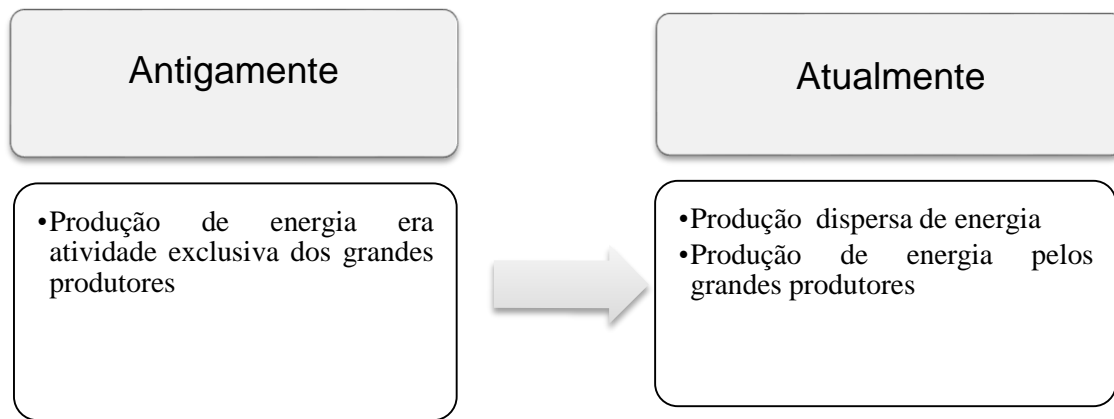 Antigamente
•Produção de energia era
atividade exclusiva dos grandes
produtores
Atualmente
•Produção dispersa de energia
•Produção de energia pelos
grandes produtores